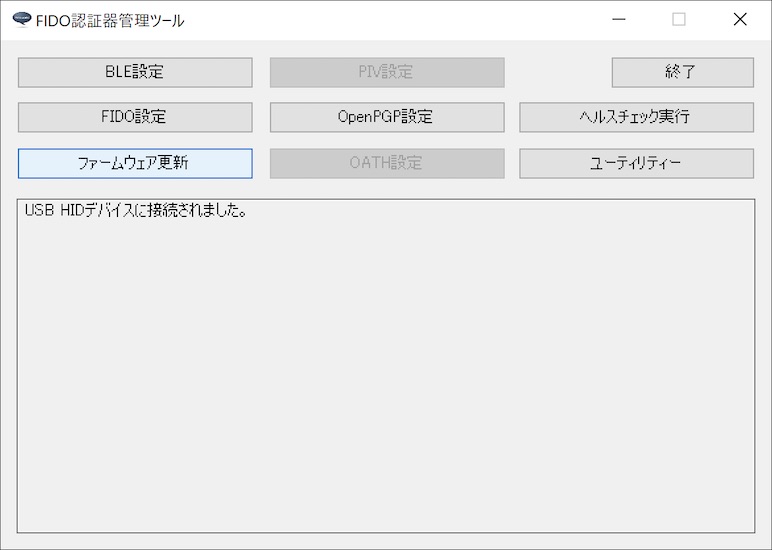 FIDO認証器管理ツール
BLE設定
PIV設定
終了
FIDO設定
OpenPGP設定
ヘルスチェック実行
ファームウェア更新
OATH設定
ユーティリティー
USB HIDデバイスに接続されました。